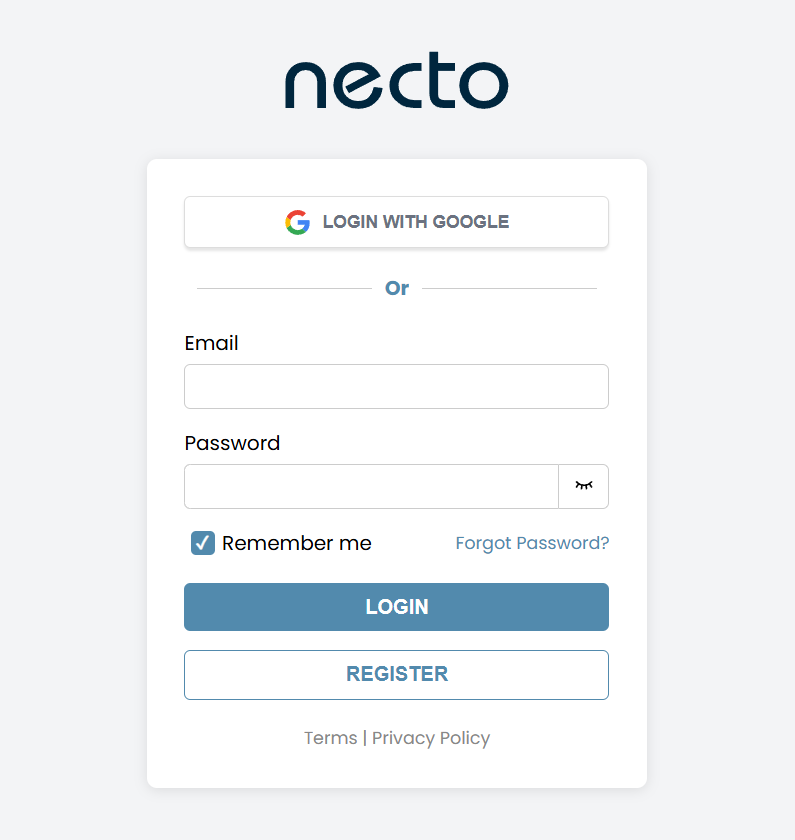 necto
LOGIN WITH GOOGLE
Or
Email
Password
Remember me
Forgot Password?
LOGIN
REGISTER
Terms | Privacy Policy